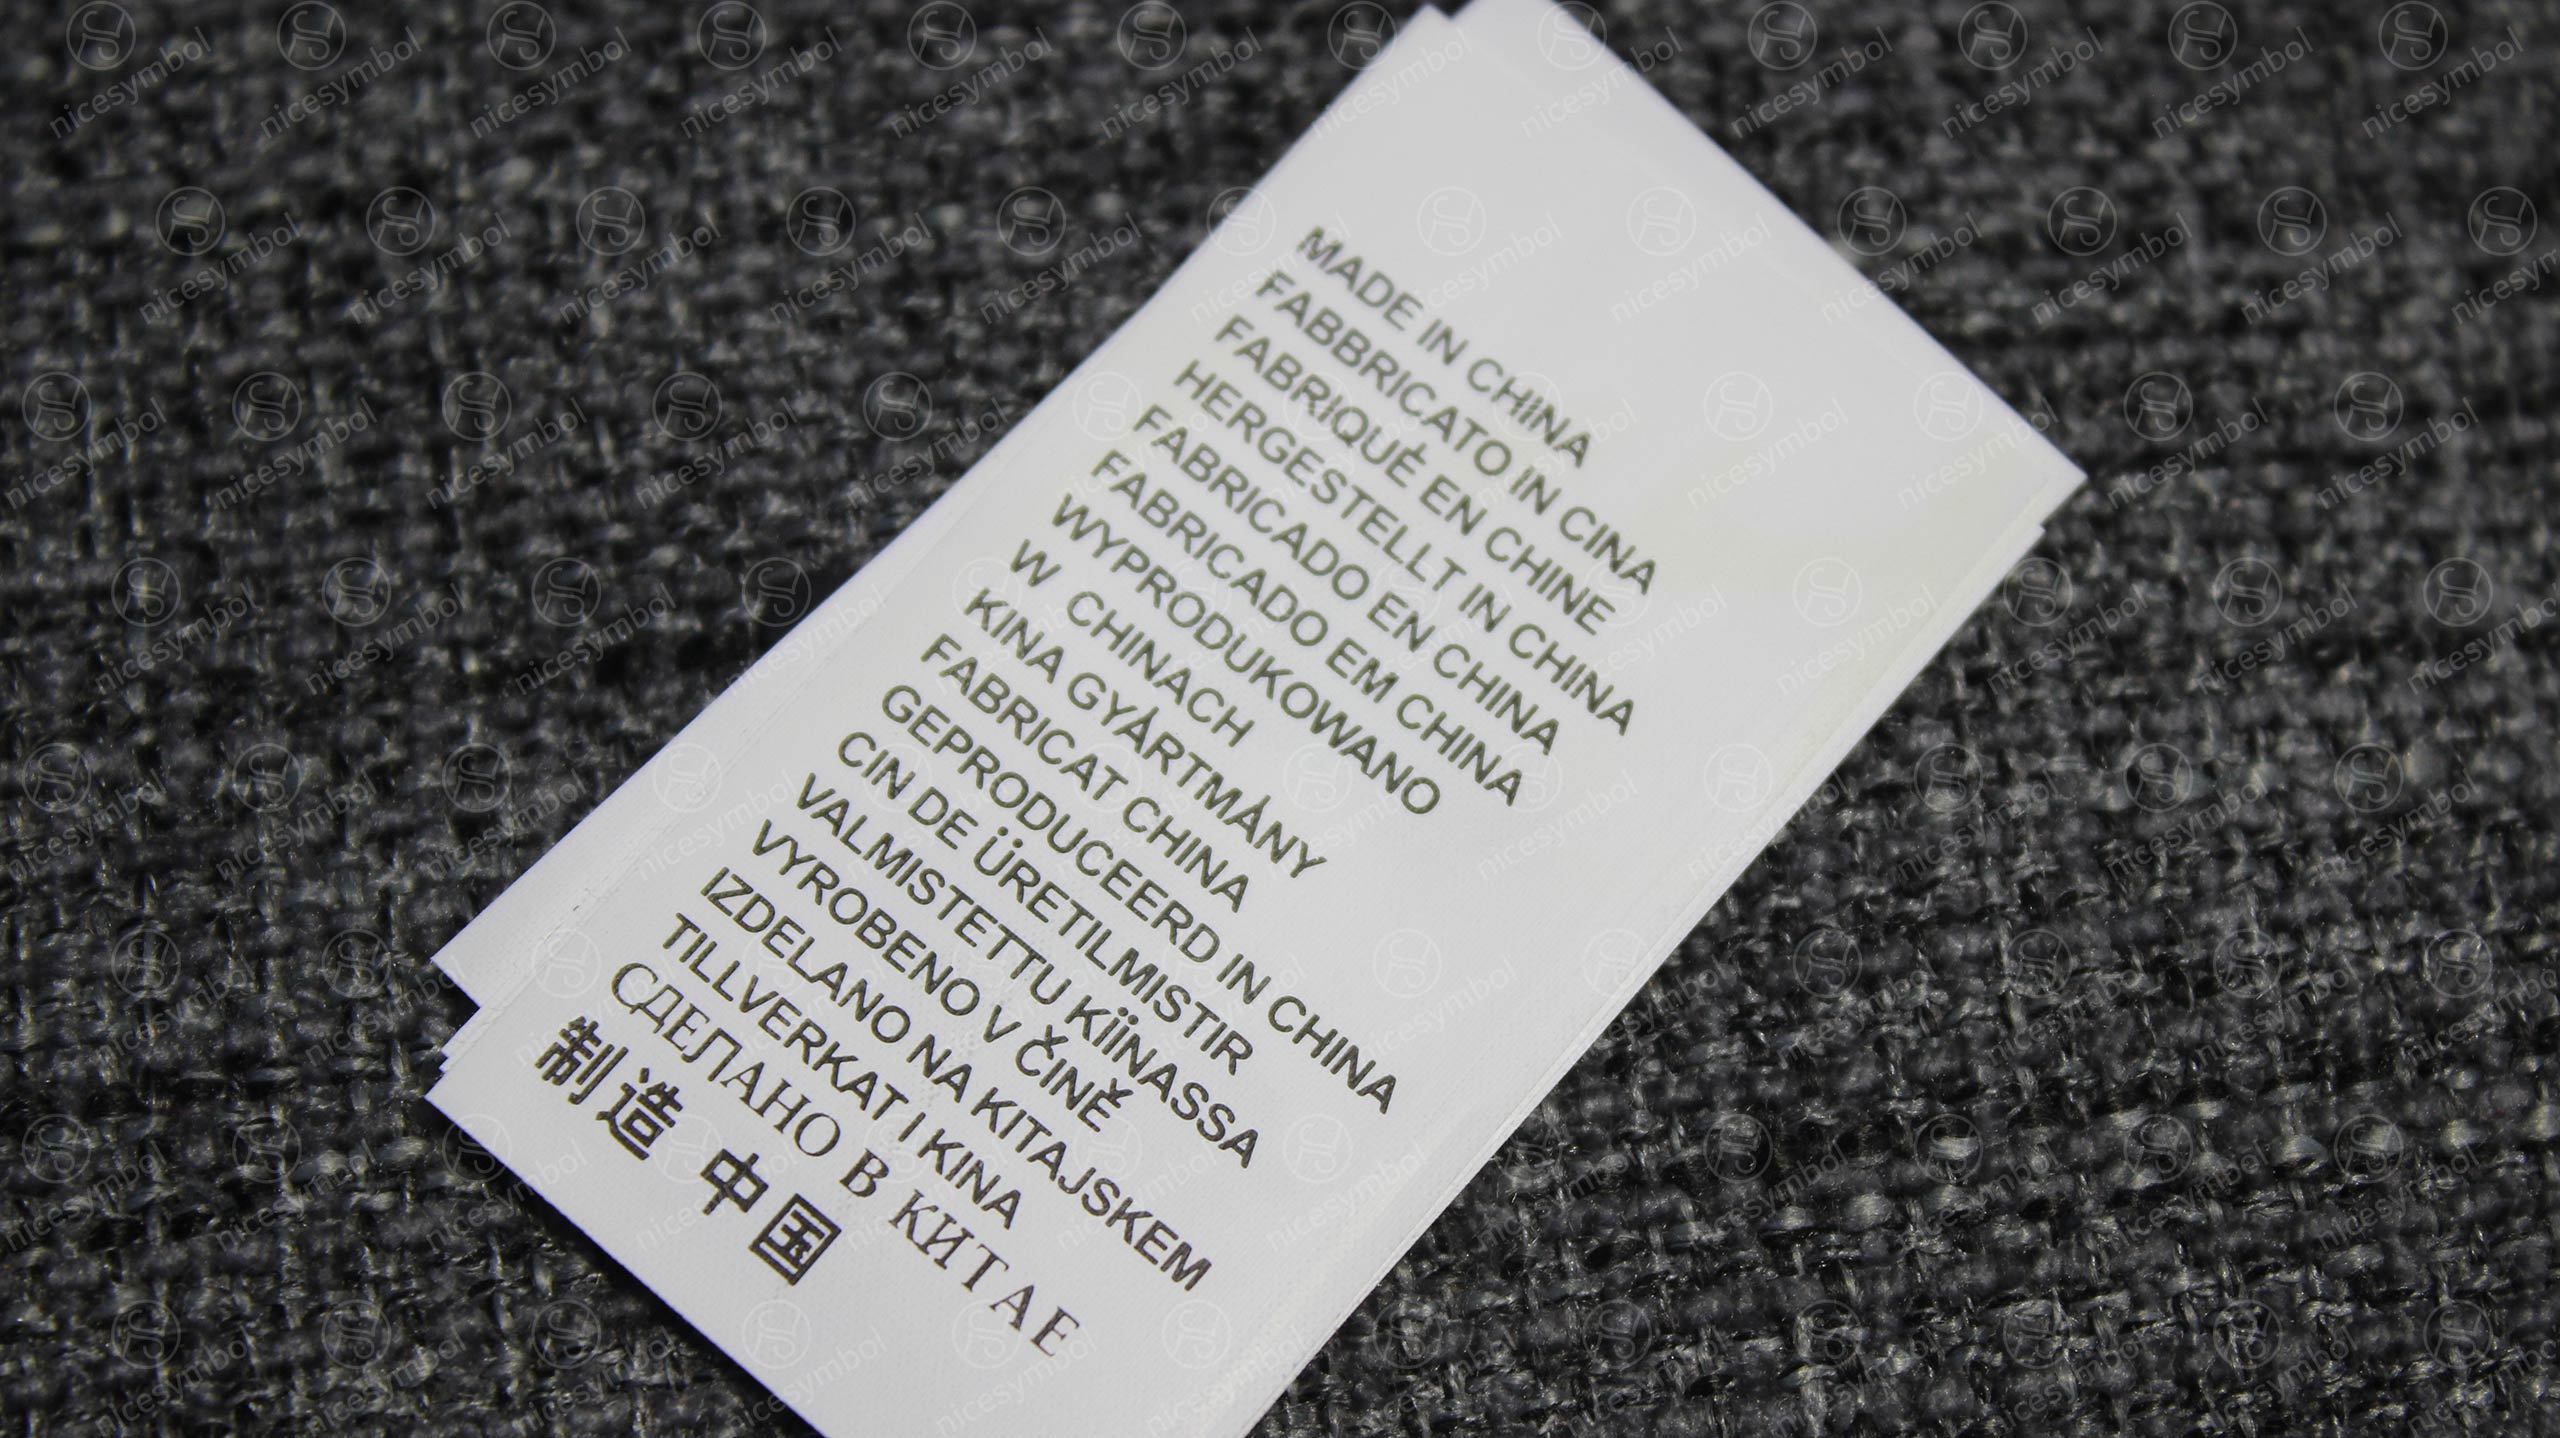 MADE IN CHINA
FABBRICATO IN CINA
FABRIQUÉ EN CHINE
HERGESTELLT IN CHINA
FABRICADO EN CHINA
FABRICADO EM CHINA
WYPRODUKOWANO
W CHINACH
KINA GYÁRTMÁNY
FABRICAT CHINA
GEPRODUCEERD IN CHINA
CIN DE ÜRETILMISTIR
VALMISTETTU KÏÏNASSA
VYROBENO V ČINĚ
IZDELANO NA KITAJSKEM
TILLVERKAT I KINA
СДЕЛАНО В КИТАЕ
制造 中国
nicesymbol